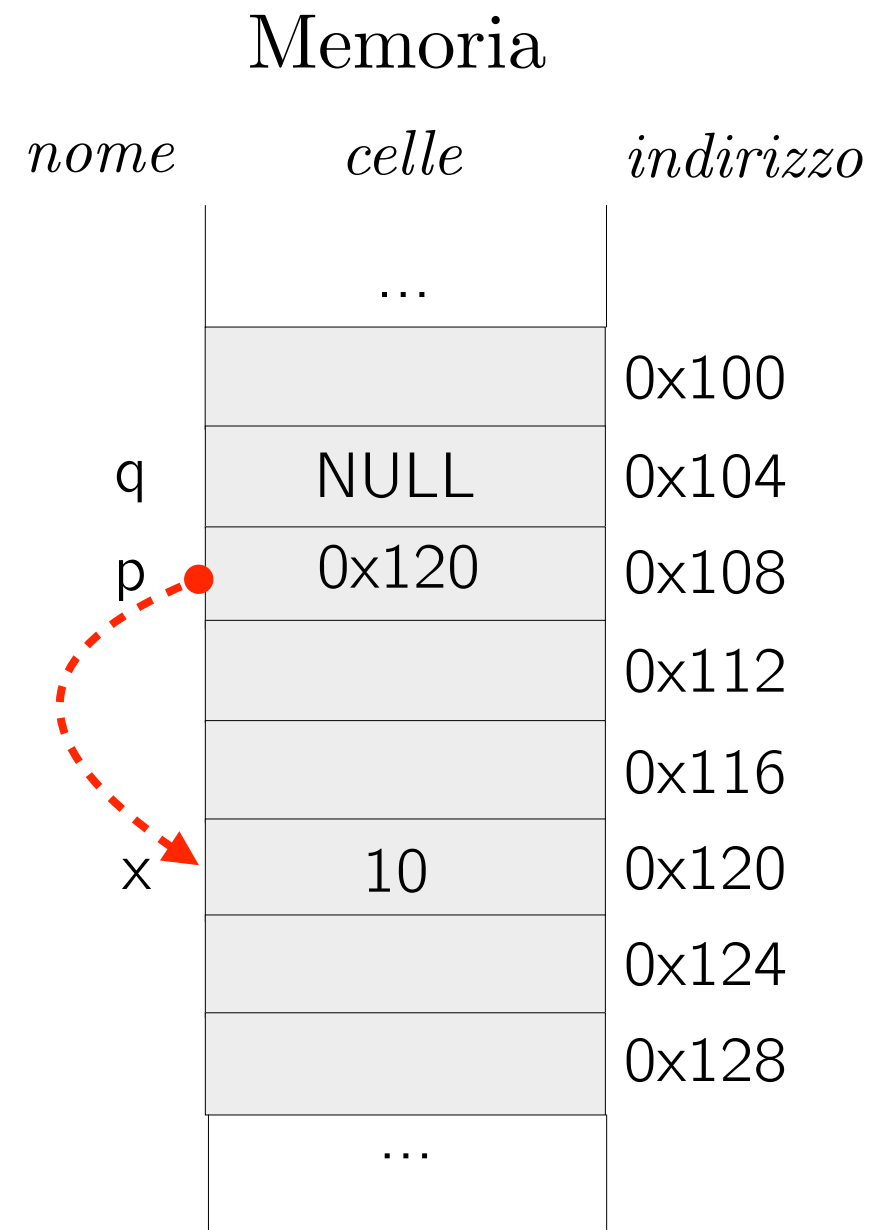 Memoria
nome celle indirizzo
...
0x100
q NULL 0x104
p 0x120 0x108
0x112
0x116
x 10 0x120
0x124
0x128
...